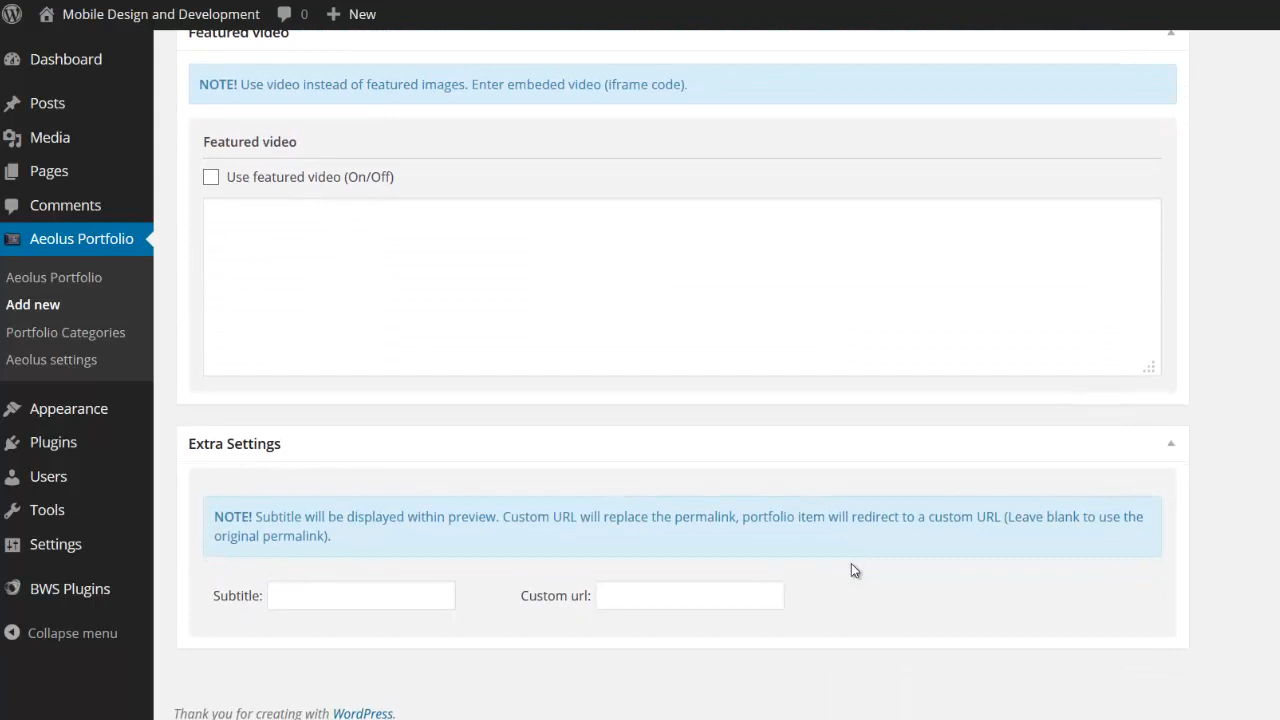 Mobile Design and Development 0 New
Dashboard
Posts
Media
Pages
Comments
Aeolus Portfolio
Aeolus Portfolio
Add new
Portfolio Categories
Aeolus settings
Appearance
Plugins
Users
Tools
Settings
BWS Plugins
Collapse menu
Featured video
NOTE! Use video instead of featured images. Enter embeded video (iframe code).
Featured video
Use featured video (On/Off)
Extra Settings
NOTE! Subtitle will be displayed within preview. Custom URL will replace the permalink, portfolio item will redirect to a custom URL (Leave blank to use the
original permalink).
Subtitle: Custom url:
Thank you for creating with WordPress.